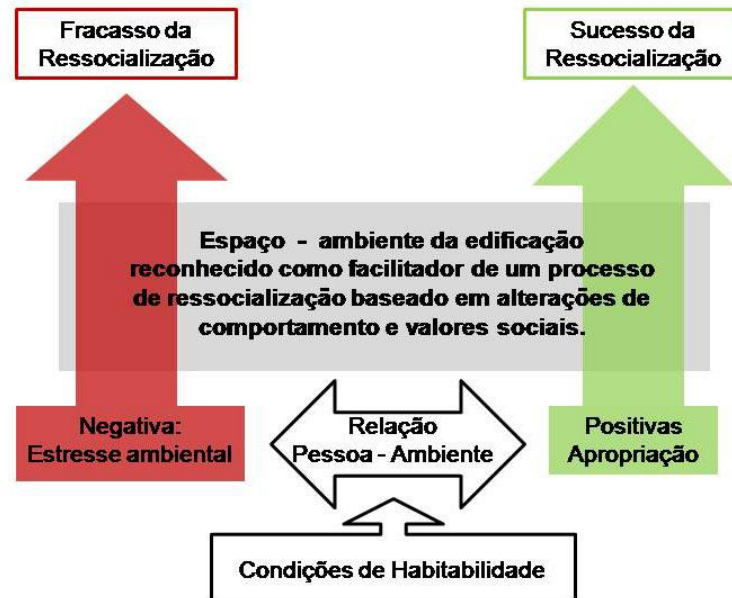 Fracasso da
Ressocialização
Sucesso da
Ressocialização
Espaço - ambiente da edificação
reconhecido como facilitador de um processo
de ressocialização baseado em alterações de
comportamento e valores sociais.
Negativa:
Estresse ambiental
Relação
Pessoa - Ambiente
Positivas
Apropriação
Condições de Habitabilidade